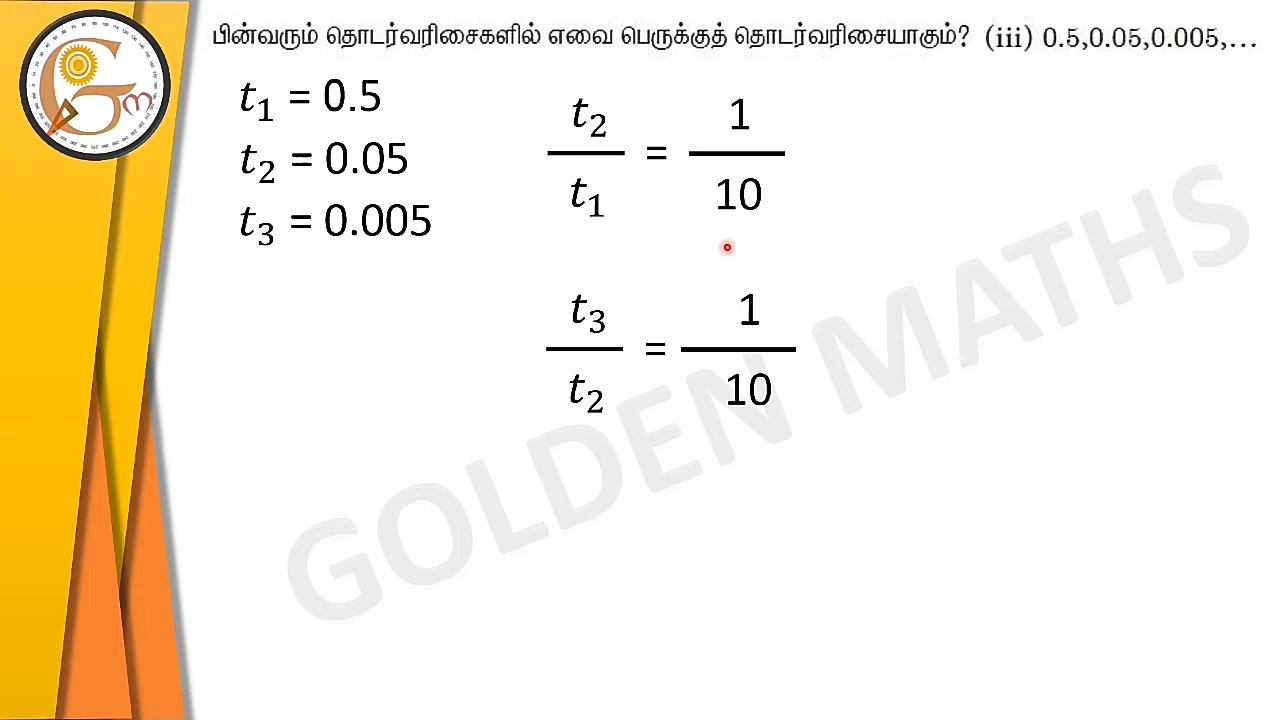 பின்வரும் தொடர்வரிசைகளில் எவை பெருக்குத் தொடர்வரிசையாகும்? (iii) 0.5,0.05,0.005,...
t₁ = 0.5
t₂ = 0.05
t₃ = 0.005
t₂/t₁ = 1/10
t₃/t₂ = 1/10
GOLDEN MATHS